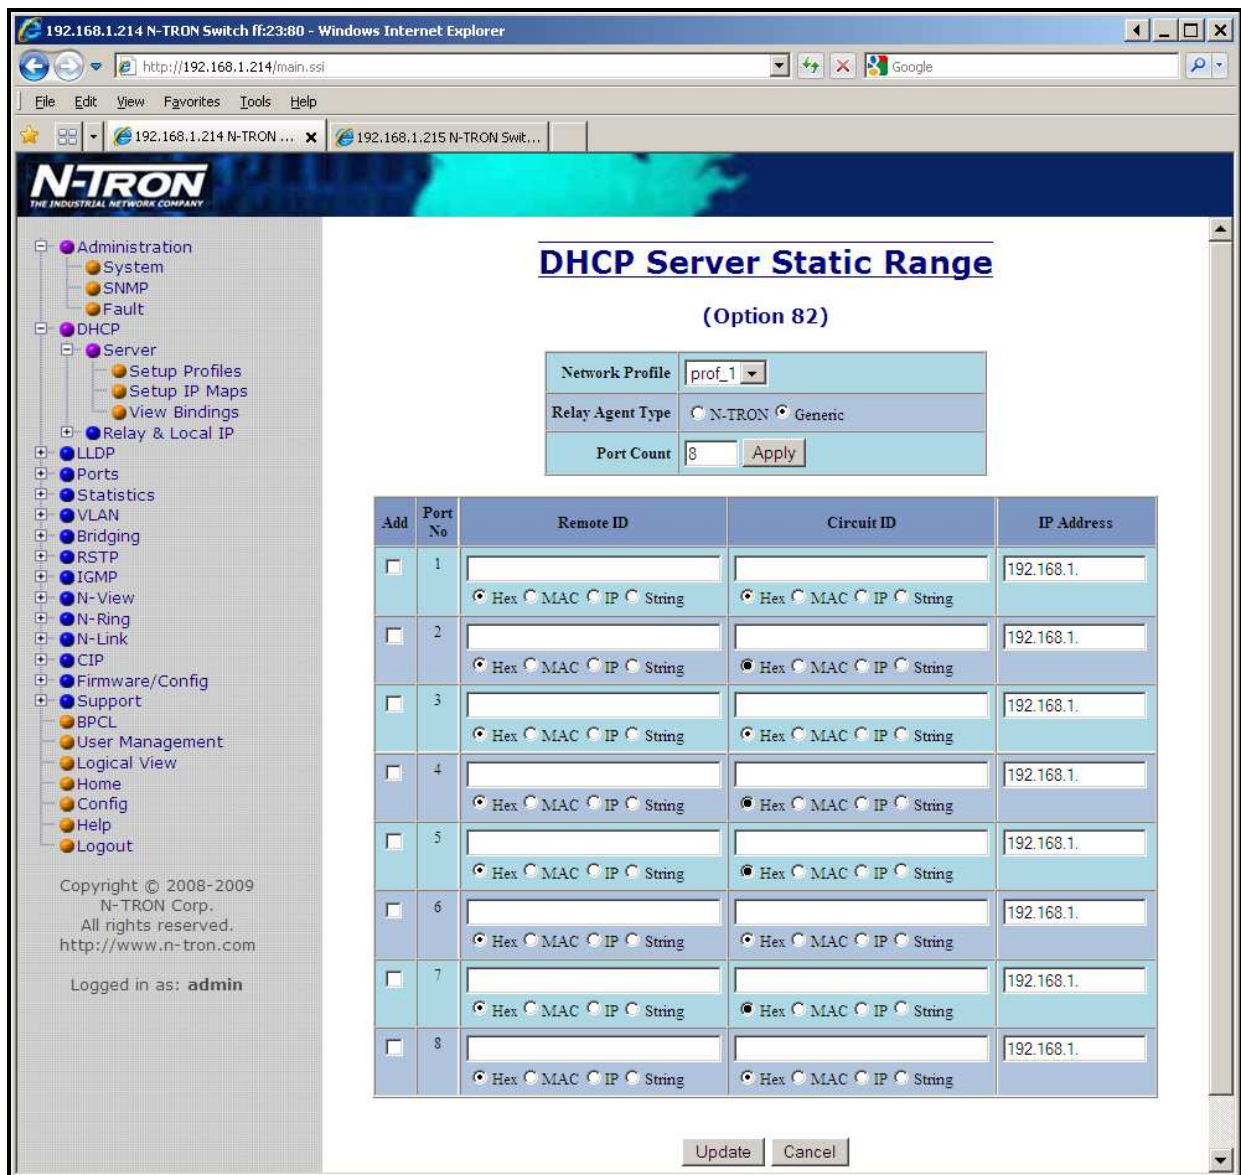 192.168.1.214 N-TRON Switch ff:23:80 - Windows Internet Explorer
http://192.168.1.214/main.ssi
Google
File Edit View Favorites Tools Help
192.168.1.214 N-TRON ... 192.168.1.215 N-TRON Swit...
N-TRON
THE INDUSTRIAL NETWORK COMPANY
Administration
System
SNMP
Fault
DHCP
Server
Setup Profiles
Setup IP Maps
View Bindings
Relay & Local IP
LLDP
Ports
Statistics
VLAN
Bridging
RSTP
IGMP
N-View
N-Ring
N-Link
CIP
Firmware/Config
Support
BPCL
User Management
Logical View
Home
Config
Help
Logout
Copyright © 2008-2009
N-TRON Corp.
All rights reserved.
http://www.n-tron.com
Logged in as: admin
DHCP Server Static Range
(Option 82)
Network Profile prof_1
Relay Agent Type N-TRON Generic
Port Count 8 Apply
Add Port No Remote ID Circuit ID IP Address
1 192.168.1.
Hex MAC IP String Hex MAC IP String
2 192.168.1.
Hex MAC IP String Hex MAC IP String
3 192.168.1.
Hex MAC IP String Hex MAC IP String
4 192.168.1.
Hex MAC IP String Hex MAC IP String
5 192.168.1.
Hex MAC IP String Hex MAC IP String
6 192.168.1.
Hex MAC IP String Hex MAC IP String
7 192.168.1.
Hex MAC IP String Hex MAC IP String
8 192.168.1.
Hex MAC IP String Hex MAC IP String
Update Cancel